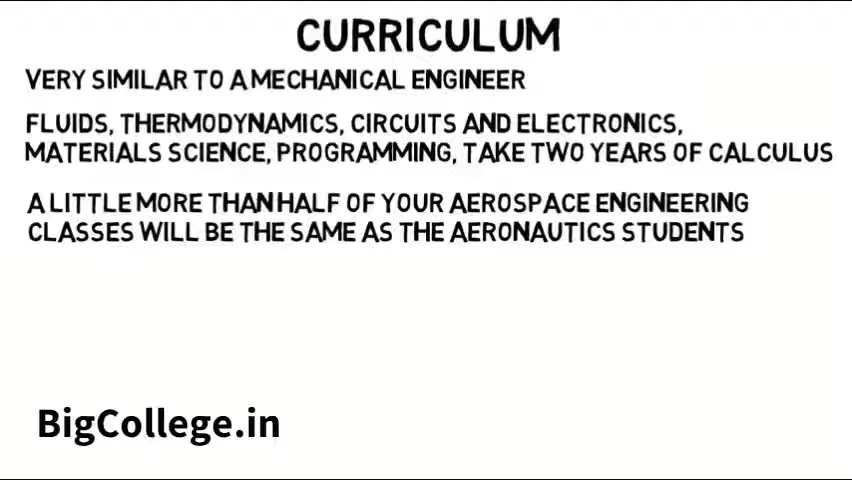 CURRICULUM
VERY SIMILAR TO A MECHANICAL ENGINEER
FLUIDS, THERMODYNAMICS, CIRCUITS AND ELECTRONICS,
MATERIALS SCIENCE, PROGRAMMING, TAKE TWO YEARS OF CALCULUS
A LITTLE MORE THAN HALF OF YOUR AEROSPACE ENGINEERING
CLASSES WILL BE THE SAME AS THE AERONAUTICS STUDENTS
BigCollege.in